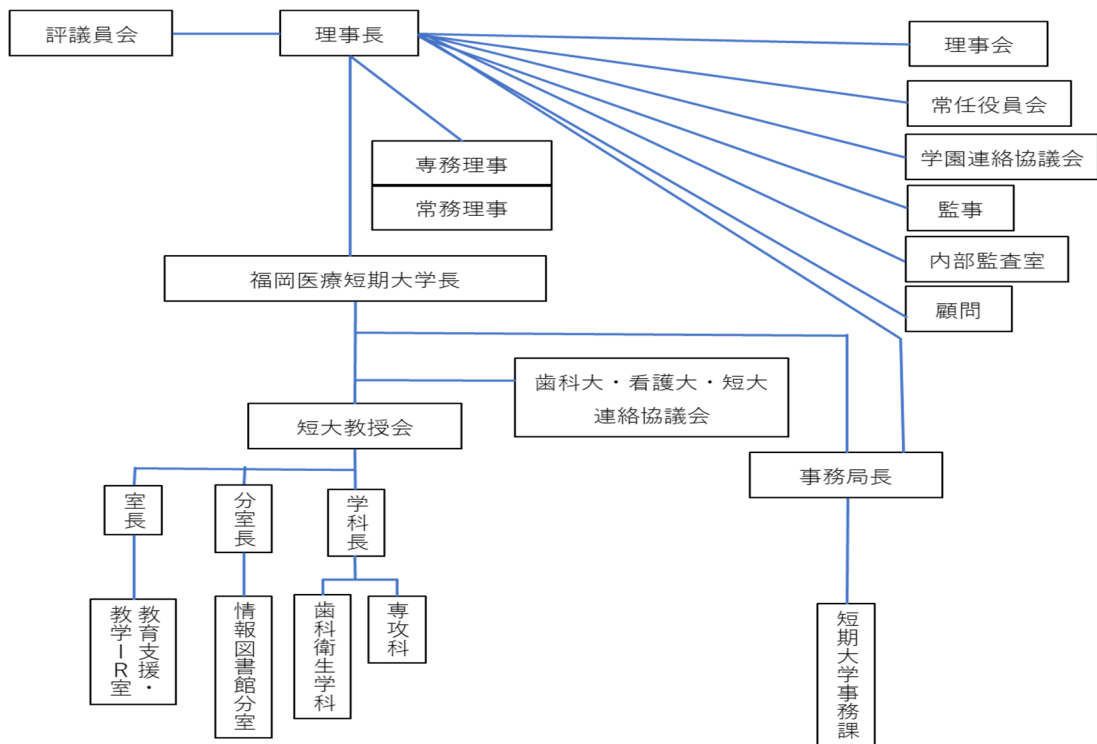 評議員会
理事長
理事会
常任役員会
学園連絡協議会
監事
内部監査室
顧問
専務理事
常務理事
福岡医療短期大学長
歯科大・看護大・短大
連絡協議会
短大教授会
事務局長
室長
分室長
学科長
教育支援・
教学IR室
情報図書館分室
歯科衛生学科
専攻科
短期大学事務課